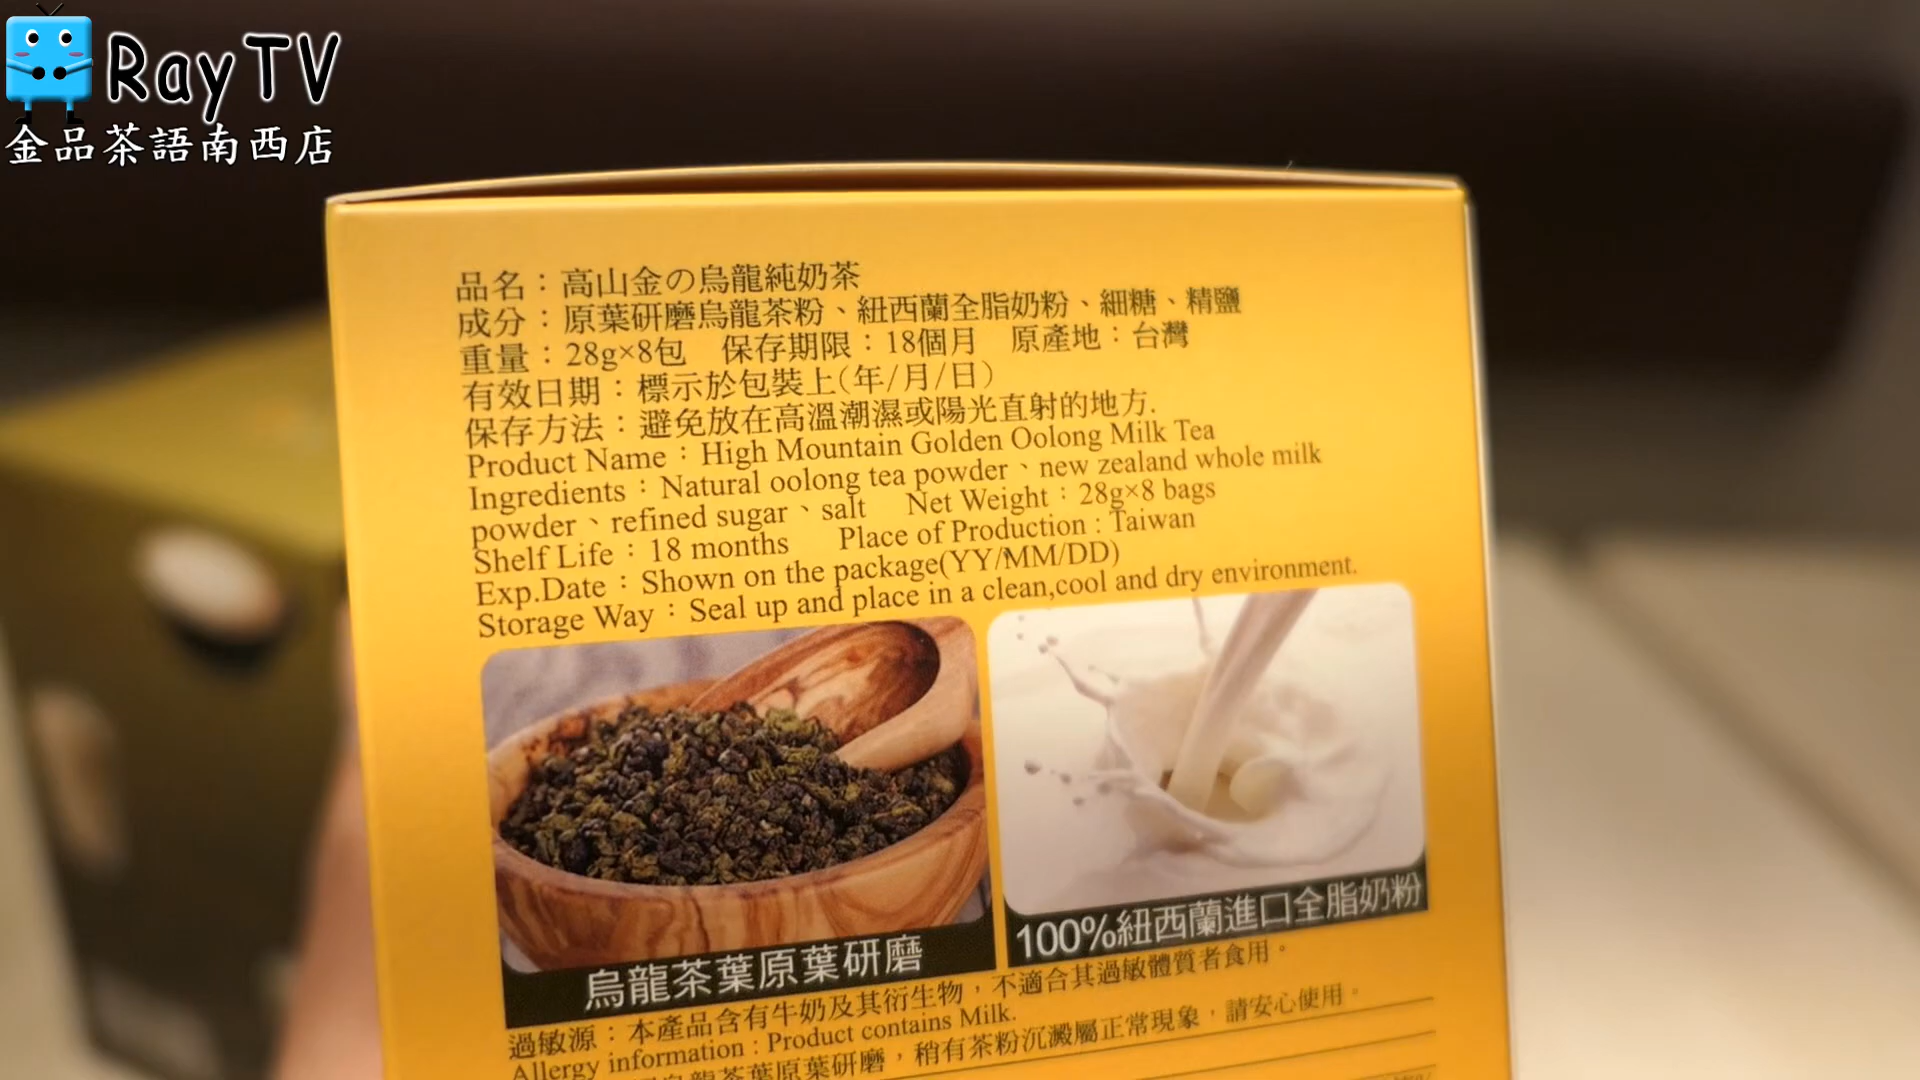 RayTV
金品茶語南西店
品名：高山金の烏龍純奶茶
成分：原葉研磨烏龍茶粉、紐西蘭全脂奶粉、細糖、精鹽
重量：28g×8包　保存期限：18個月　原產地：台灣
有效日期：標示於包裝上(年/月/日)
保存方法：避免放在高溫潮濕或陽光直射的地方.
Product Name：High Mountain Golden Oolong Milk Tea
Ingredients：Natural oolong tea powder、new zealand whole milk
powder、refined sugar、salt　Net Weight：28g×8 bags
Shelf Life：18 months　Place of Production : Taiwan
Exp.Date：Shown on the package(YY/MM/DD)
Storage Way：Seal up and place in a clean,cool and dry environment.
烏龍茶葉原葉研磨
100%紐西蘭進口全脂奶粉
過敏源：本產品含有牛奶及其衍生物，不適合其過敏體質者食用。
Allergy information : Product contains Milk.
烏龍茶葉原葉研磨，稍有茶粉沉澱屬正常現象，請安心使用。